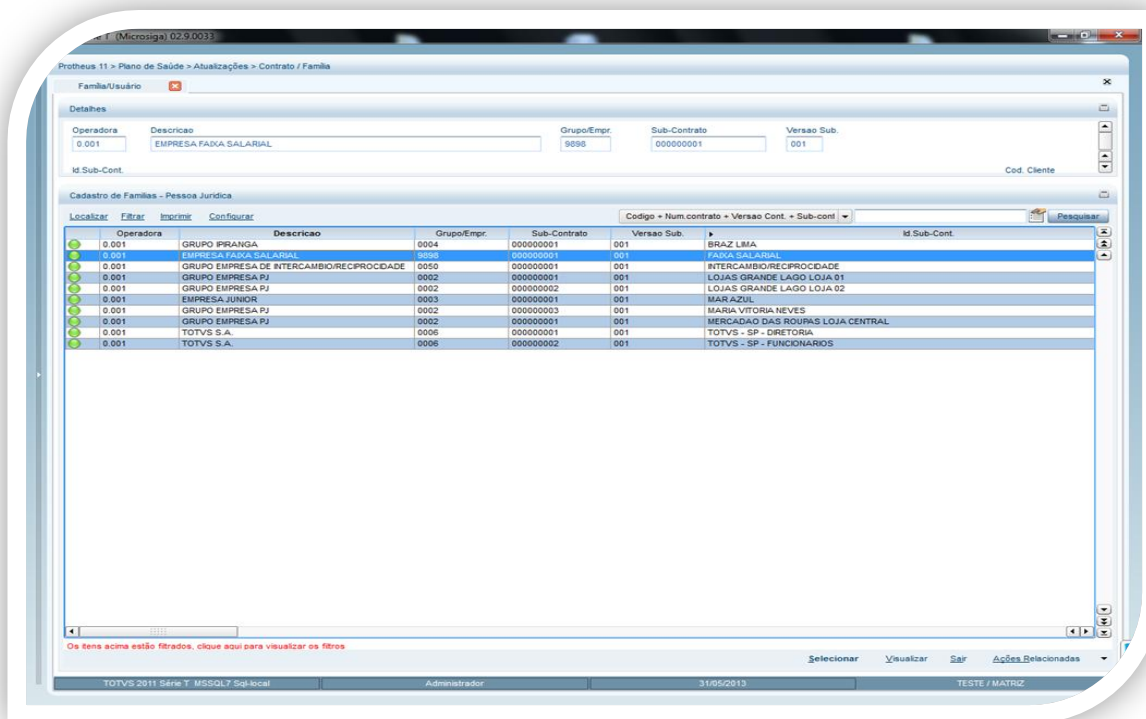 T (Microsiga) 02.9.0033
Protheus 11 > Plano de Saúde > Atualizações > Contrato / Familia
Familia/Usuário
Detalhes
Operadora Descricao Grupo/Empr. Sub-Contrato Versao Sub.
0.001 EMPRESA FAIXA SALARIAL 9898 000000001 001
Id.Sub-Cont. Cod. Cliente
Cadastro de Familias - Pessoa Juridica
Localizar Filtrar Imprimir Configurar Codigo + Num.contrato + Versao Cont. + Sub-cont Pesquisar
Operadora Descricao Grupo/Empr. Sub-Contrato Versao Sub. Id.Sub-Cont.
0.001 GRUPO IPIRANGA 0004 000000001 001 BRAZ LIMA
0.001 EMPRESA FAIXA SALARIAL 9898 000000001 001 FAIXA SALARIAL
0.001 GRUPO EMPRESA DE INTERCAMBIO/RECIPROCIDADE 0050 000000001 001 INTERCAMBIO/RECIPROCIDADE
0.001 GRUPO EMPRESA PJ 0002 000000001 001 LOJAS GRANDE LAGO LOJA 01
0.001 GRUPO EMPRESA PJ 0002 000000002 001 LOJAS GRANDE LAGO LOJA 02
0.001 EMPRESA JUNIOR 0003 000000001 001 MAR AZUL
0.001 GRUPO EMPRESA PJ 0002 000000003 001 MARIA VITORIA NEVES
0.001 GRUPO EMPRESA PJ 0002 000000001 001 MERCADAO DAS ROUPAS LOJA CENTRAL
0.001 TOTVS S.A. 0006 000000001 001 TOTVS - SP - DIRETORIA
0.001 TOTVS S.A. 0006 000000002 001 TOTVS - SP - FUNCIONARIOS
Os itens acima estão filtrados, clique aqui para visualizar os filtros
Selecionar Visualizar Sair Ações Relacionadas
TOTVS 2011 Série T MSSQL7 Sql-local Administrador 31/05/2013 TESTE / MATRIZ